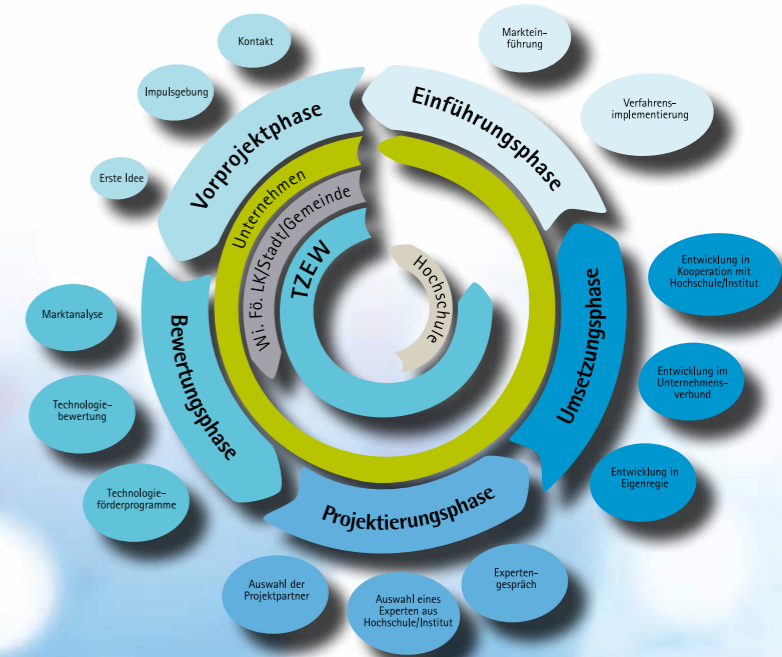 Kontakt
Impulsgebung
Erste Idee
Vorprojektphase
Einführungsphase
Marktein-
führung
Verfahrens-
implementierung
Unternehmen
Wi. Fö. LK/Stadt/Gemeinde
TZEW
Hochschule
Umsetzungsphase
Entwicklung in
Kooperation mit
Hochschule/Institut
Entwicklung im
Unternehmens-
verbund
Entwicklung in
Eigenregie
Bewertungsphase
Marktanalyse
Technologie-
bewertung
Technologie-
förderprogramme
Projektierungsphase
Auswahl der
Projektpartner
Auswahl eines
Experten aus
Hochschule/Institut
Experten-
gespräch